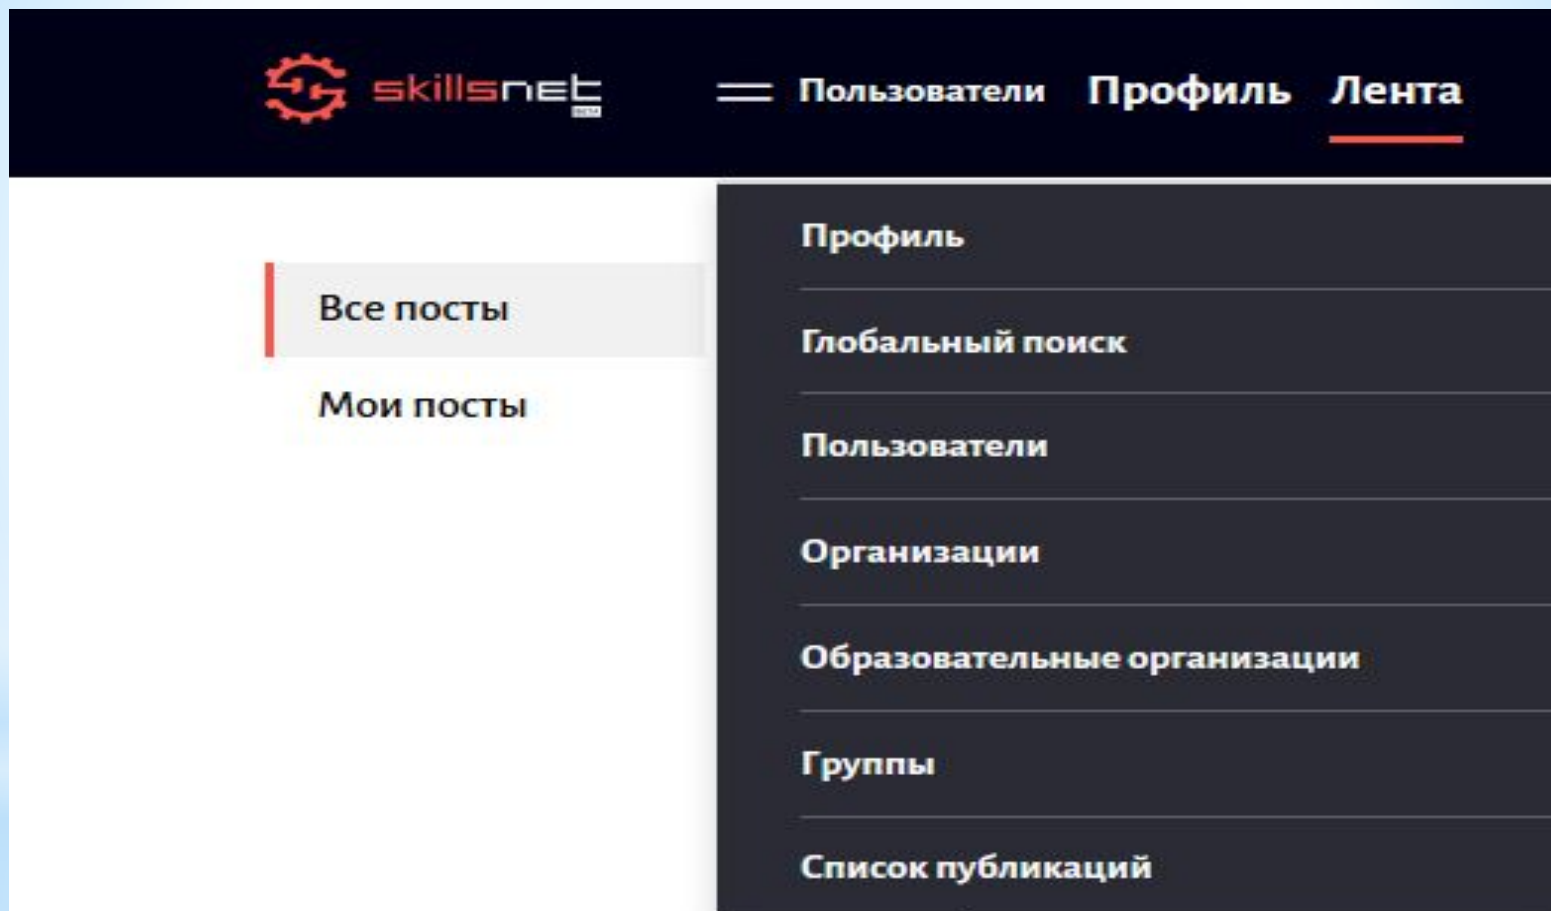 skillsnet
Пользователи Профиль Лента
Все посты
Мои посты
Профиль
Глобальный поиск
Пользователи
Организации
Образовательные организации
Группы
Список публикаций